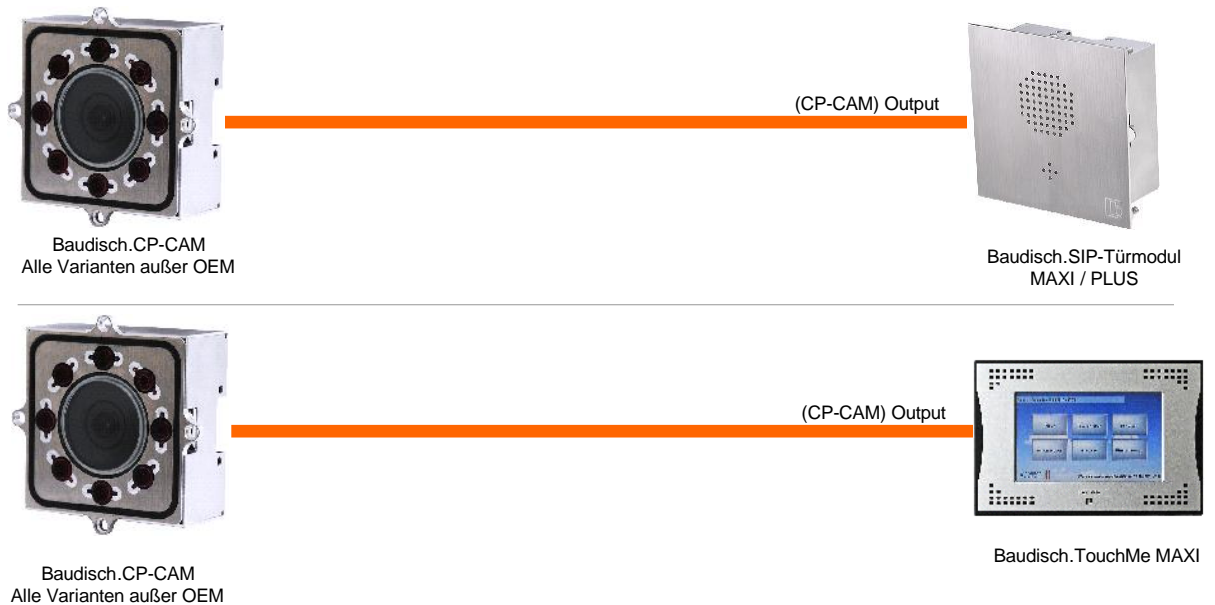 (CP-CAM) Output
Baudisch.CP-CAM
Alle Varianten außer OEM
Baudisch.SIP-Türmodul
MAXI / PLUS
(CP-CAM) Output
Baudisch.TouchMe MAXI
Baudisch.CP-CAM
Alle Varianten außer OEM